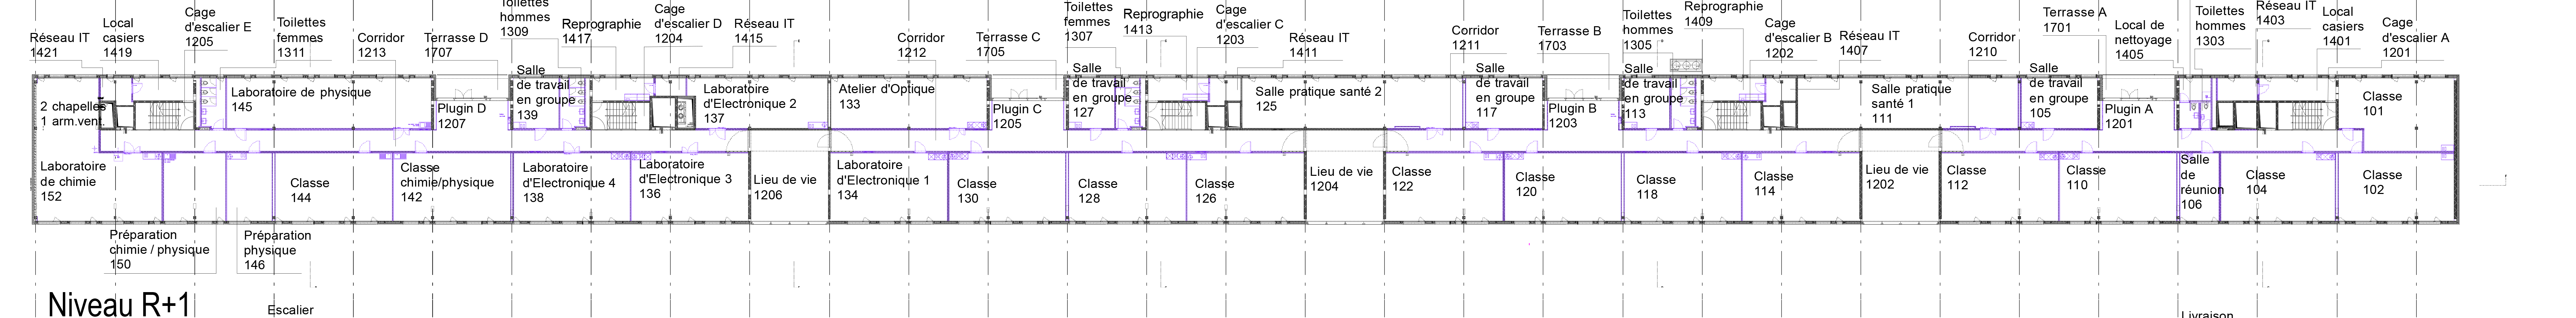 Réseau IT
1421
Local
casiers
1419
Cage
d'escalier E
1205
Toilettes
femmes
1311
Corridor
1213
Terrasse D
1707
Toilettes
hommes
1309
Reprographie
1417
Cage
d'escalier D
1204
Réseau IT
1415
Corridor
1212
Terrasse C
1705
Toilettes
femmes
1307
Reprographie
1413
Cage
d'escalier C
1203
Réseau IT
1411
Corridor
1211
Terrasse B
1703
Toilettes
hommes
1305
Reprographie
1409
Cage
d'escalier B
1202
Réseau IT
1407
Corridor
1210
Terrasse A
1701
Local de
nettoyage
1405
Toilettes
hommes
1303
Réseau IT
1403
Local
casiers
1401
Cage
d'escalier A
1201
2 chapelles
1 arm.vent.
Laboratoire de physique
145
Plugin D
1207
Salle
de travail
en groupe
139
Laboratoire
d'Electronique 2
137
Atelier d'Optique
133
Plugin C
1205
Salle
de travail
en groupe
127
Salle pratique santé 2
125
Salle
de travail
en groupe
117
Plugin B
1203
Salle
de travail
en groupe
113
Salle pratique
santé 1
111
Salle
de travail
en groupe
105
Plugin A
1201
Classe
101
Laboratoire
de chimie
152
Classe
144
Classe
chimie/physique
142
Laboratoire
d'Electronique 4
138
Laboratoire
d'Electronique 3
136
Lieu de vie
1206
Laboratoire
d'Electronique 1
134
Classe
130
Classe
128
Classe
126
Lieu de vie
1204
Classe
122
Classe
120
Classe
118
Classe
114
Lieu de vie
1202
Classe
112
Classe
110
Salle
de
réunion
106
Classe
104
Classe
102
Préparation
chimie / physique
150
Préparation
physique
146
Niveau R+1
Escalier
Livraison